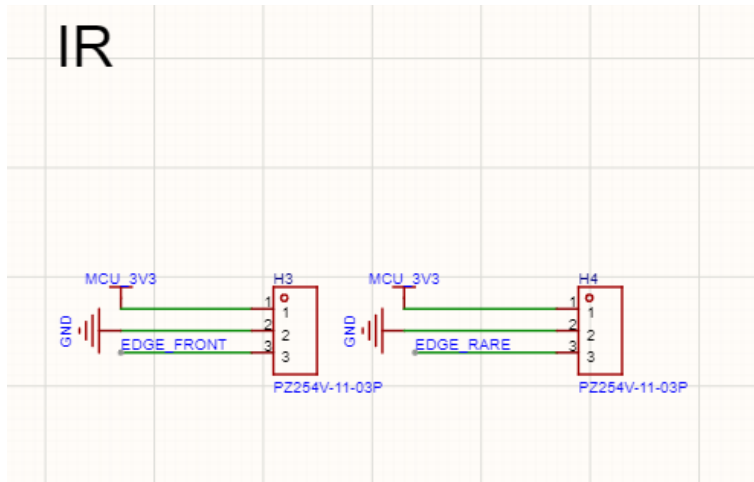 IR
MCU_3V3
H3
1
1
GND
2
2
EDGE_FRONT
3
3
PZ254V-11-03P
MCU_3V3
H4
1
1
GND
2
2
EDGE_RARE
3
3
PZ254V-11-03P